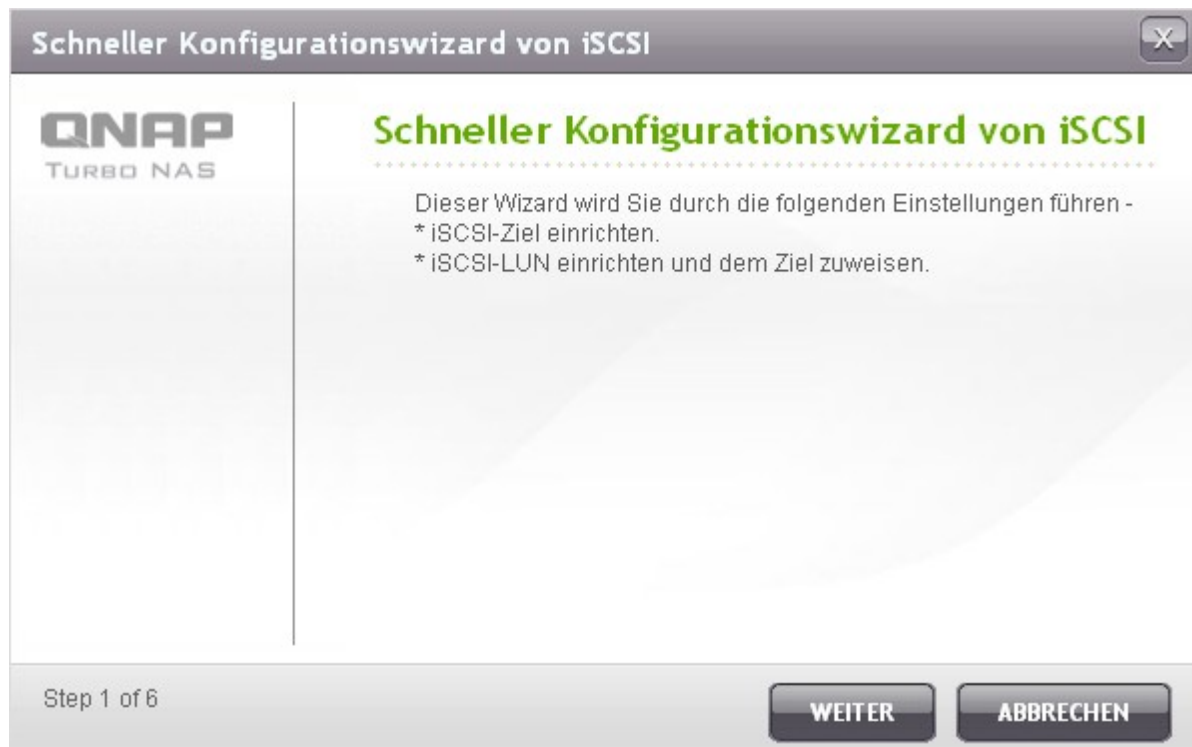 Schneller Konfigurationswizard von iSCSI
X
QNAP
TURBO NAS
Schneller Konfigurationswizard von iSCSI
Dieser Wizard wird Sie durch die folgenden Einstellungen führen -
* iSCSI-Ziel einrichten.
* iSCSI-LUN einrichten und dem Ziel zuweisen.
Step 1 of 6
WEITER
ABBRECHEN